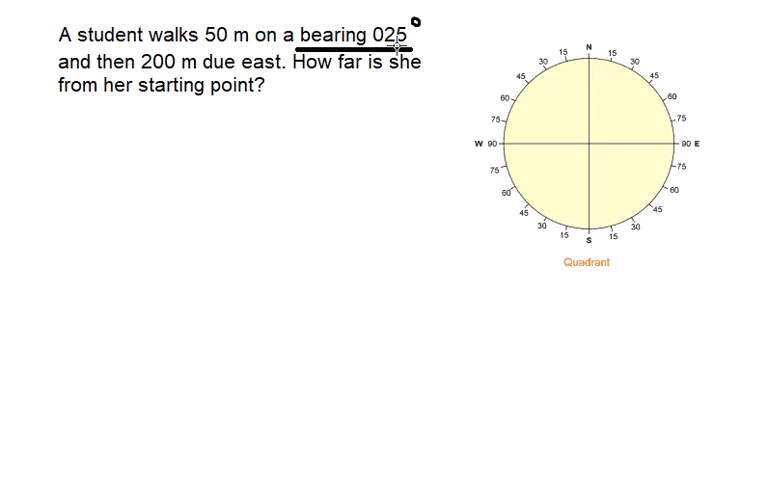 A student walks 50 m on a bearing 025°
and then 200 m due east. How far is she
from her starting point?
N
15 15
30 30
45 45
60 60
75 75
W 90 90 E
75 75
60 60
45 45
30 30
15 15
S
Quadrant